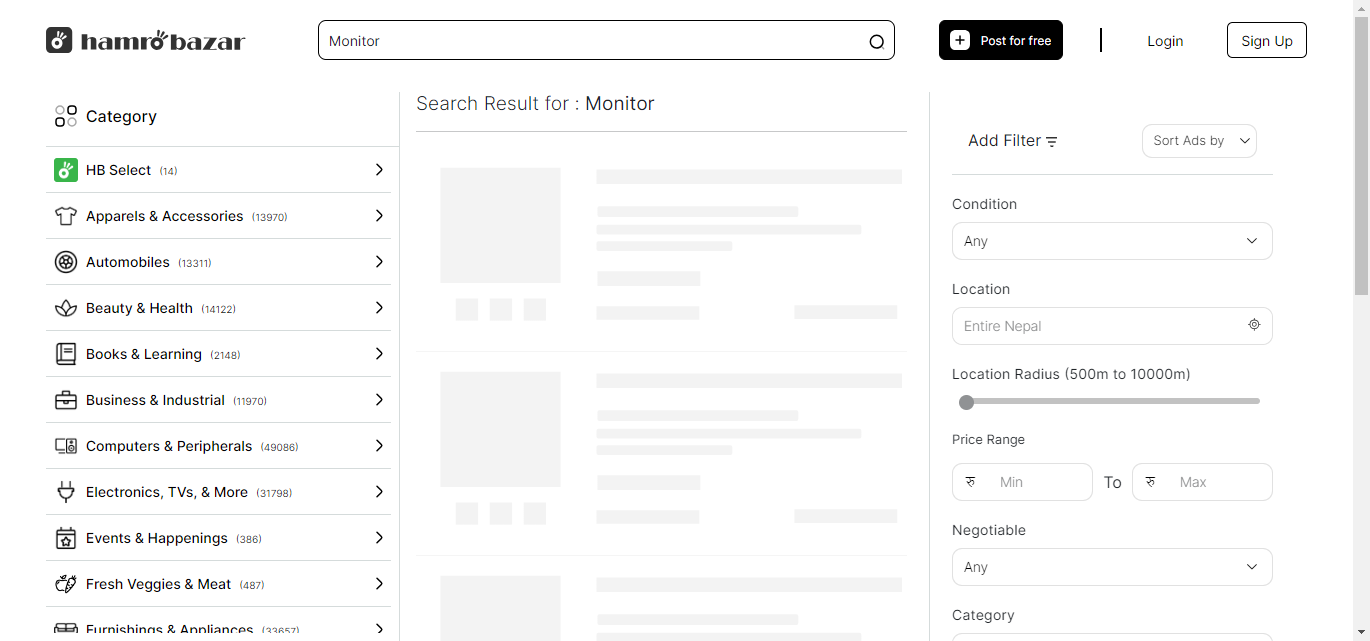 hamrobazar
Monitor
Post for free
Login
Sign Up
Category
HB Select (14)
Apparels & Accessories (13970)
Automobiles (13311)
Beauty & Health (14122)
Books & Learning (2148)
Business & Industrial (11970)
Computers & Peripherals (49086)
Electronics, TVs, & More (31798)
Events & Happenings (386)
Fresh Veggies & Meat (487)
Furnishings & Appliances (33657)
Search Result for : Monitor
Add Filter
Sort Ads by
Condition
Any
Location
Entire Nepal
Location Radius (500m to 10000m)
Price Range
रु Min To रु Max
Negotiable
Any
Category